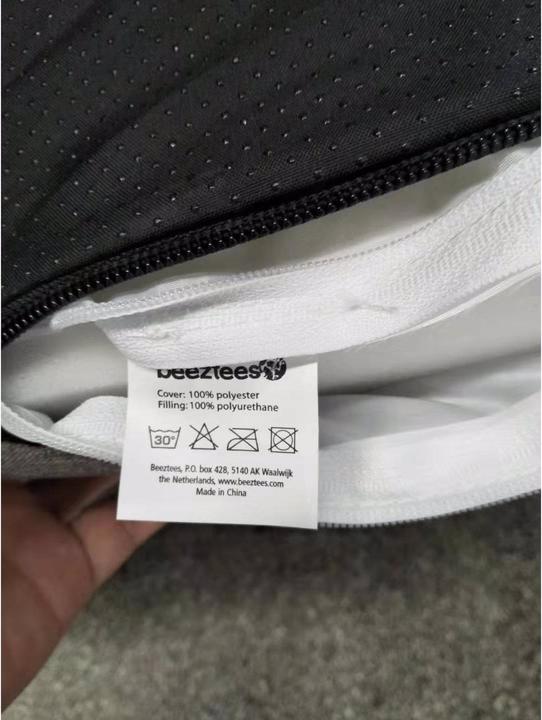 beeztees
Cover: 100% polyester
Filling: 100% polyurethane
30°
Beeztees, P.O. box 428, 5140 AK Waalwijk
the Netherlands, www.beeztees.com
Made in China